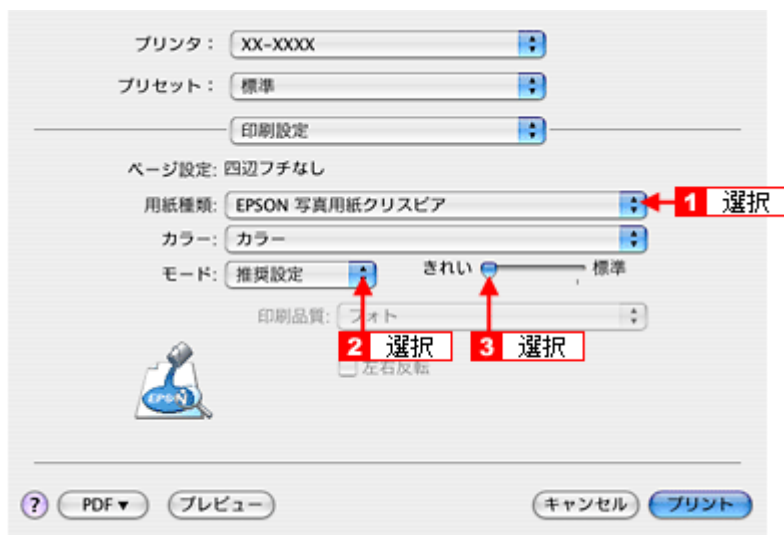 プリンタ： XX-XXXX
プリセット： 標準
印刷設定
ページ設定: 四辺フチなし
用紙種類: EPSON 写真用紙クリスピア 1 選択
カラー: カラー
モード: 推奨設定 きれい 標準
印刷品質: フォト
2 選択 3 選択
左右反転
EPSON
? PDF▼ プレビュー キャンセル プリント